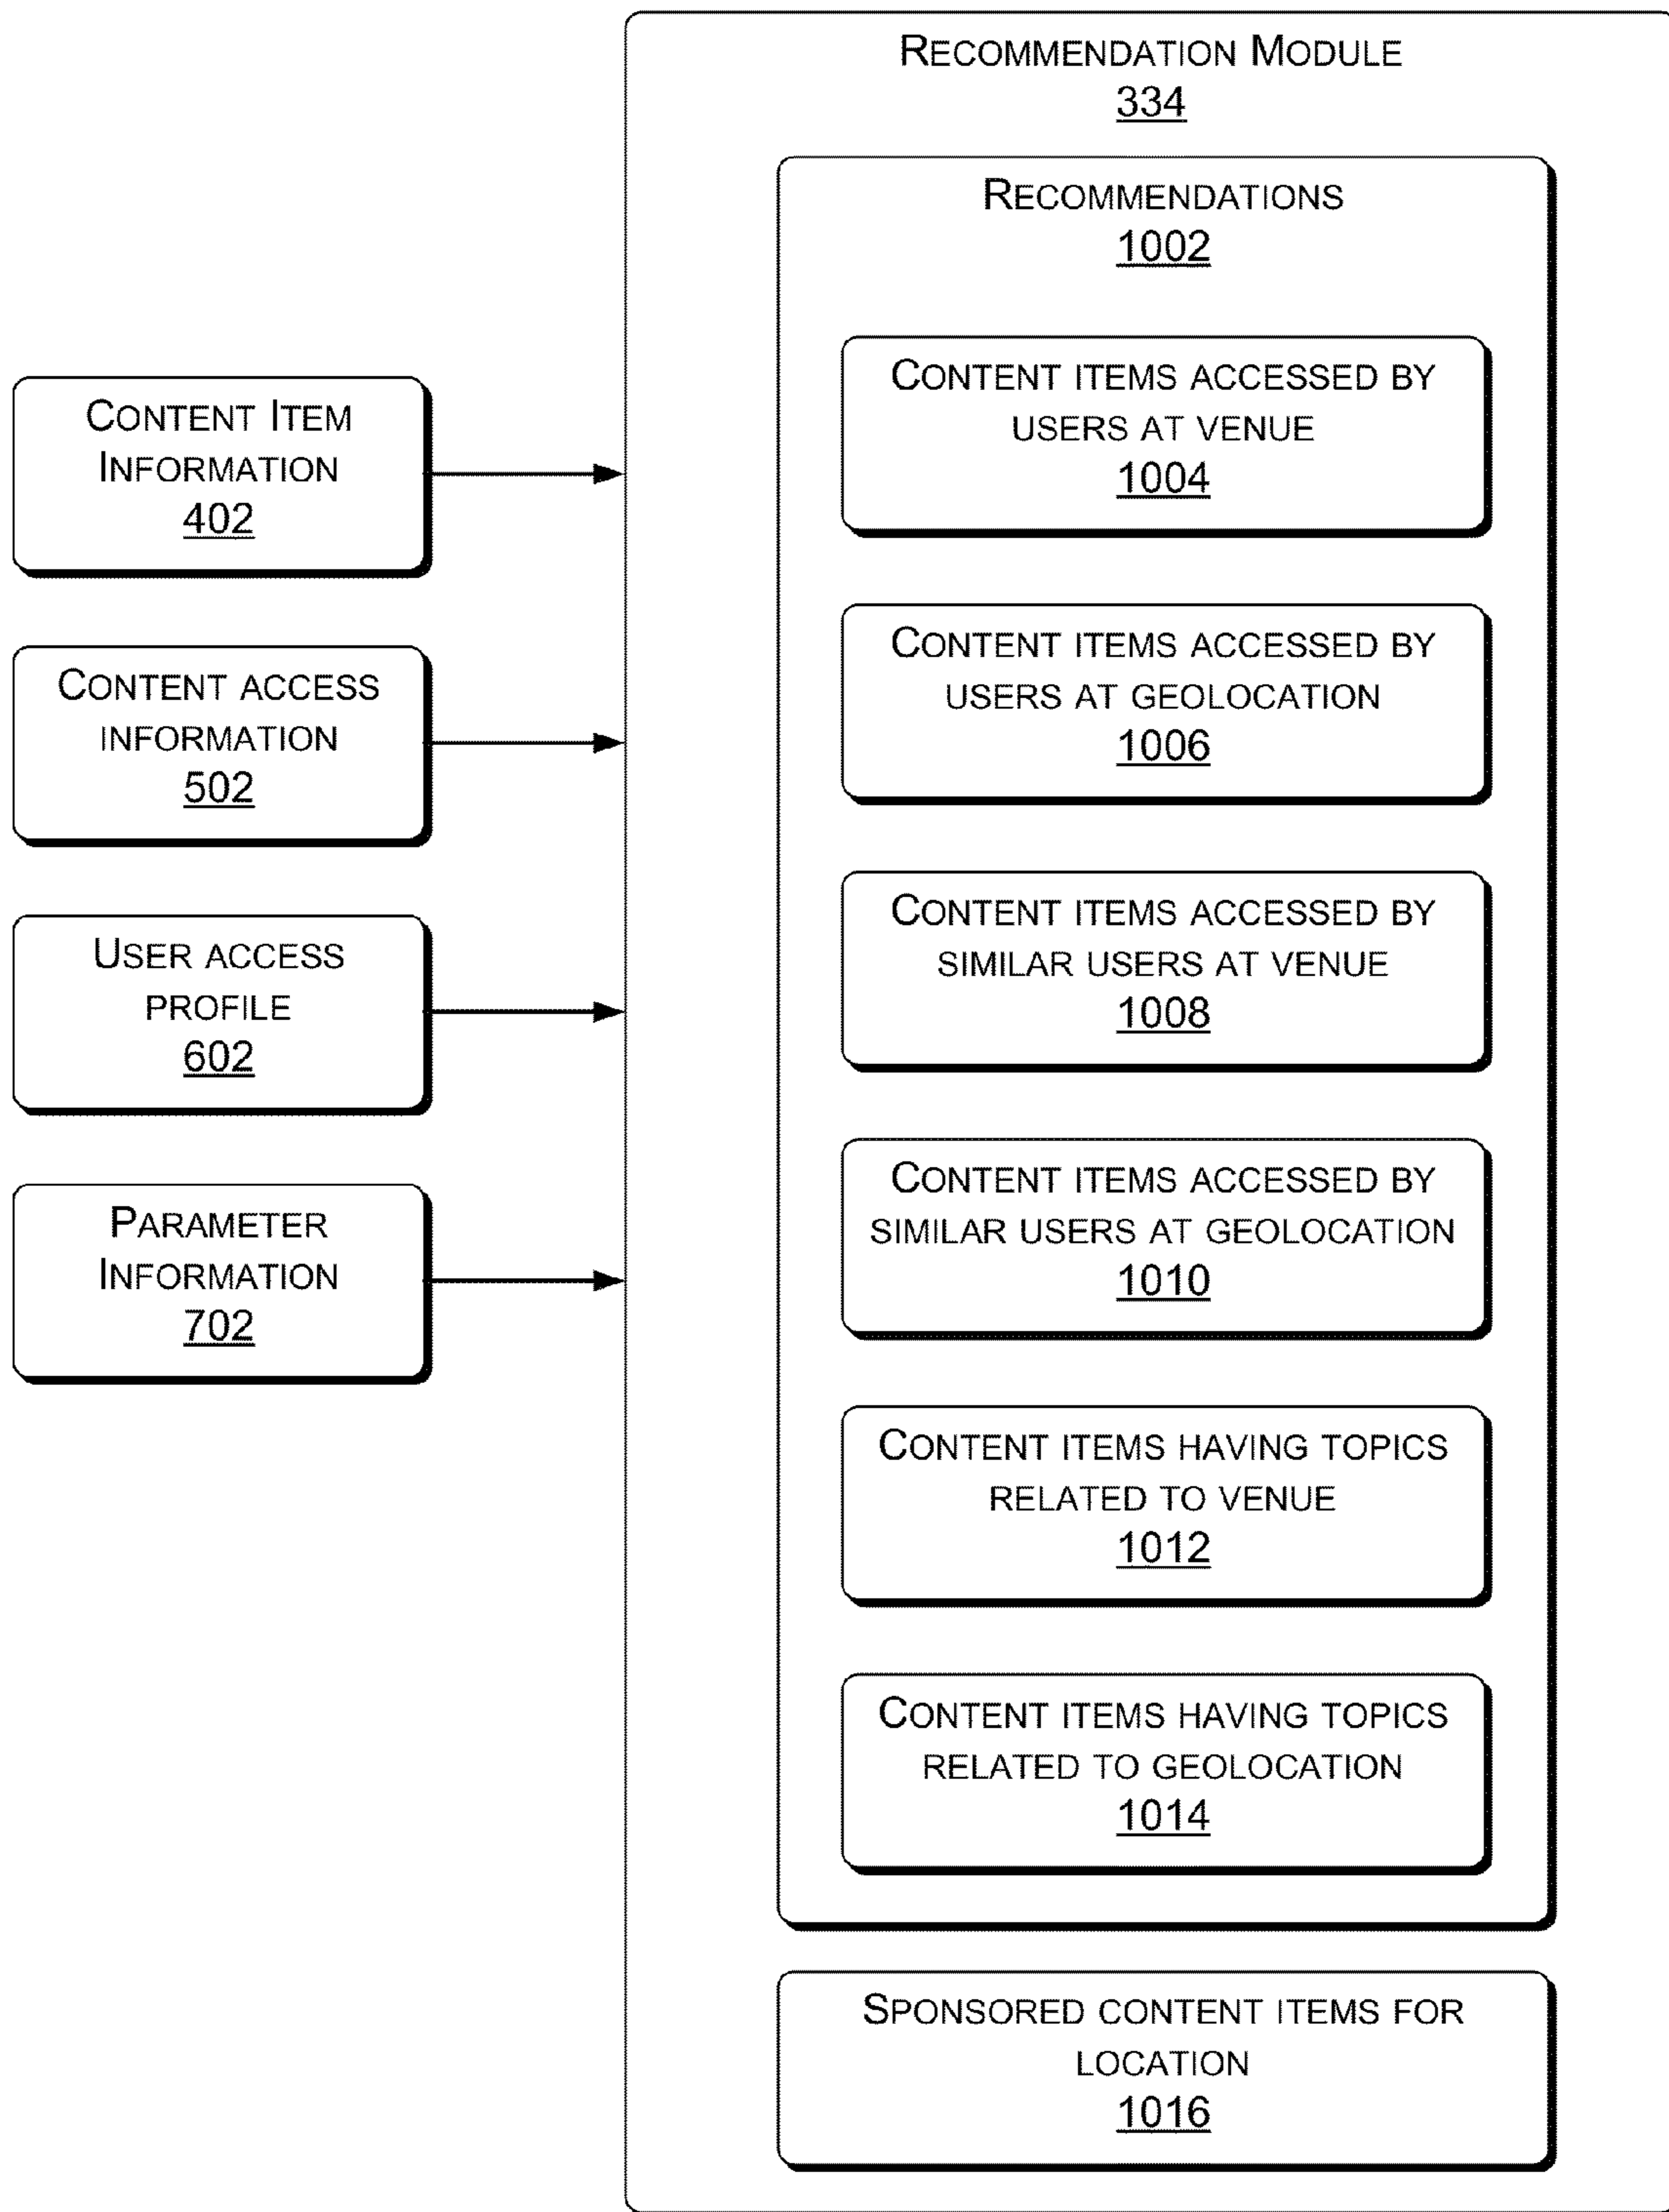 RECOMMENDATION MODULE
334
RECOMMENDATIONS
1002
CONTENT ITEMS ACCESSED BY
USERS AT VENUE
1004
CONTENT ITEMS ACCESSED BY
USERS AT GEOLOCATION
1006
CONTENT ITEMS ACCESSED BY
SIMILAR USERS AT VENUE
1008
CONTENT ITEMS ACCESSED BY
SIMILAR USERS AT GEOLOCATION
1010
CONTENT ITEMS HAVING TOPICS
RELATED TO VENUE
1012
CONTENT ITEMS HAVING TOPICS
RELATED TO GEOLOCATION
1014
SPONSORED CONTENT ITEMS FOR
LOCATION
1016
CONTENT ITEM
INFORMATION
402
CONTENT ACCESS
INFORMATION
502
USER ACCESS
PROFILE
602
PARAMETER
INFORMATION
702